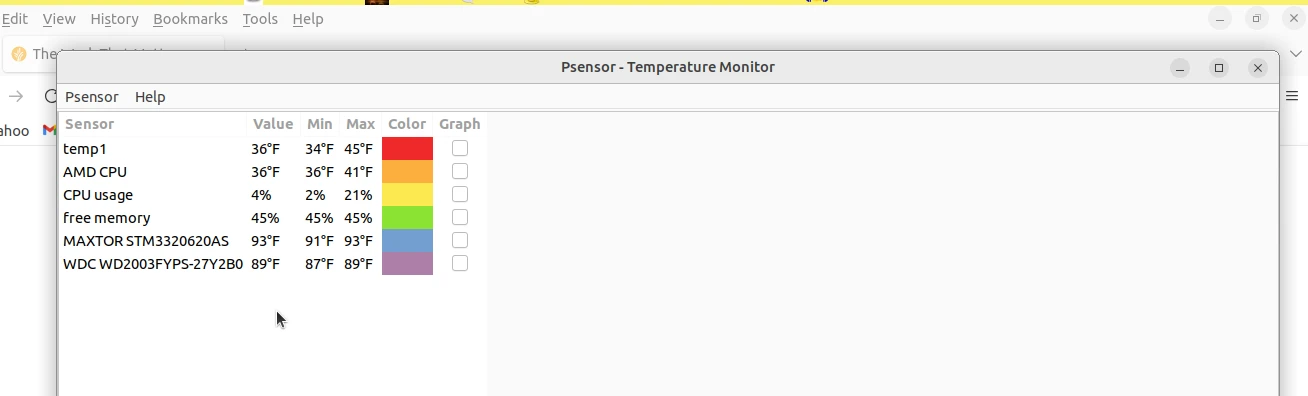 Edit View History Bookmarks Tools Help
The
Psensor - Temperature Monitor
Psensor Help
ahoo
Sensor Value Min Max Color Graph
temp1 36°F 34°F 45°F
AMD CPU 36°F 36°F 41°F
CPU usage 4% 2% 21%
free memory 45% 45% 45%
MAXTOR STM3320620AS 93°F 91°F 93°F
WDC WD2003FYPS-27Y2B0 89°F 87°F 89°F